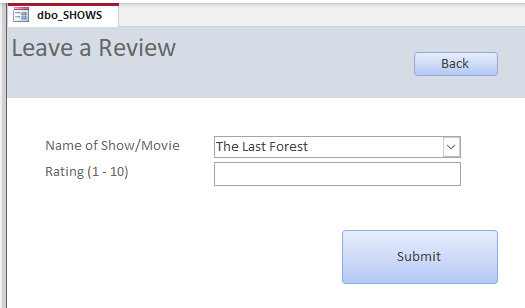 dbo_SHOWS
Leave a Review
Back
Name of Show/Movie
The Last Forest
Rating (1 - 10)
Submit